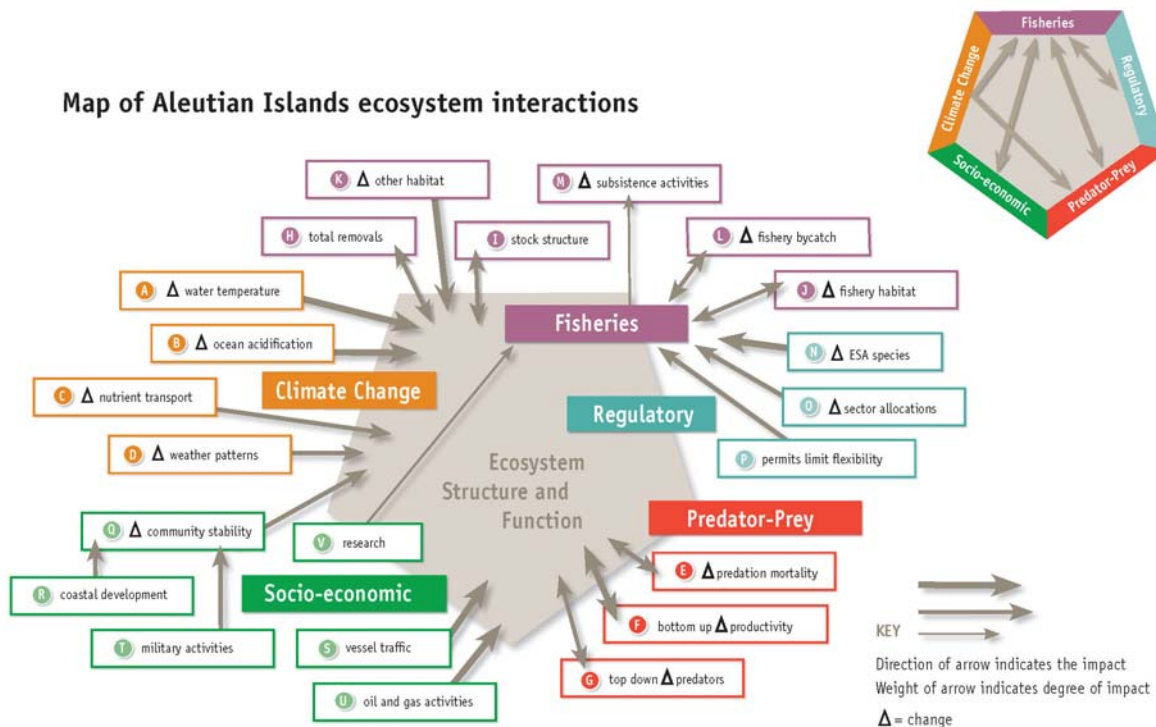 Map of Aleutian Islands ecosystem interactions
Fisheries
Climate Change
Regulatory
Socio-economic
Predator-Prey
K Δ other habitat
M Δ subsistence activities
H total removals
I stock structure
L Δ fishery bycatch
A Δ water temperature
J Δ fishery habitat
B Δ ocean acidification
Fisheries
N Δ ESA species
C Δ nutrient transport
Climate Change
Regulatory
O Δ sector allocations
D Δ weather patterns
P permits limit flexibility
Ecosystem
Structure and
Function
Q Δ community stability
V research
Predator-Prey
R coastal development
Socio-economic
E Δ predation mortality
T military activities
S vessel traffic
F bottom up Δ productivity
U oil and gas activities
G top down Δ predators
KEY
Direction of arrow indicates the impact
Weight of arrow indicates degree of impact
Δ = change